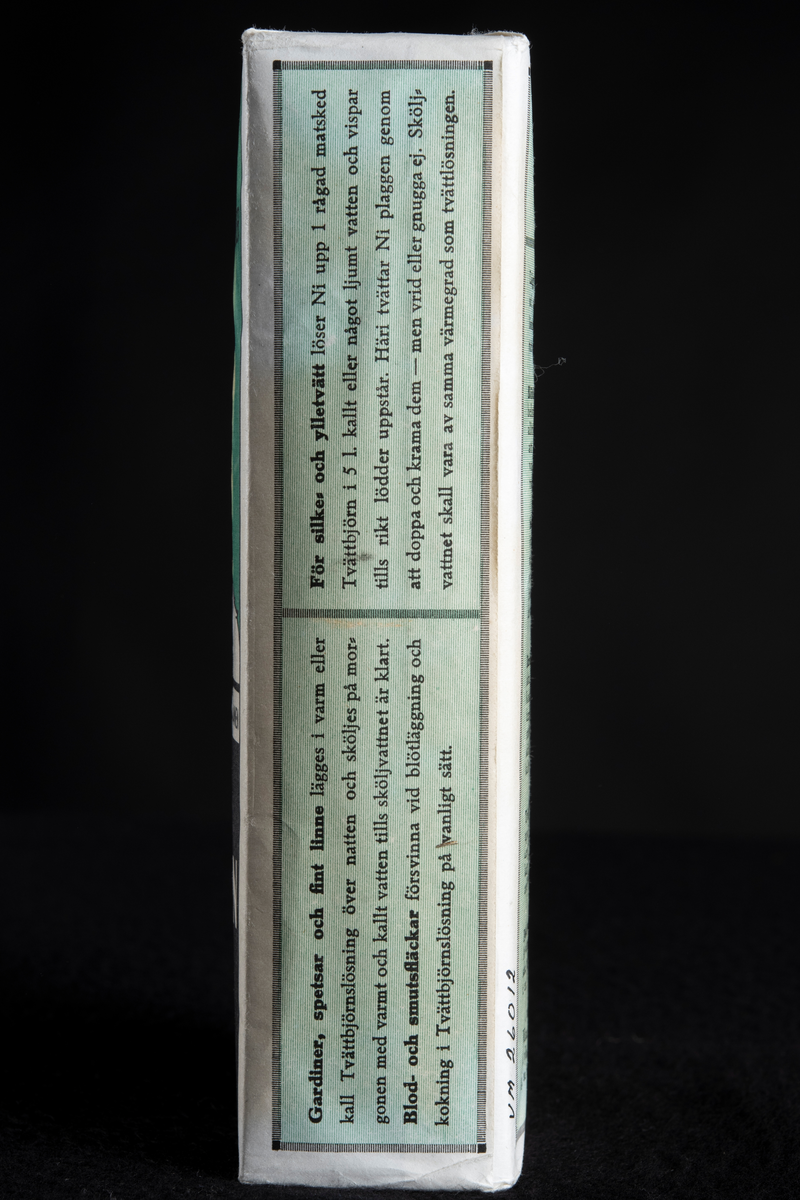 Gardiner, spetsar och fint linne lägges i varm eller
kall Tvättbjörnslösning över natten och sköljes på mor⸗
gonen med varmt och kallt vatten tills sköljvattnet är klart.
Blod- och smutsfläckar försvinna vid blötläggning och
kokning i Tvättbjörnslösning på vanligt sätt.
För silke⸗ och ylletvätt löser Ni upp 1 rågad matsked
Tvättbjörn i 5 l. kallt eller något ljumt vatten och vispar
tills rikt lödder uppstår. Häri tvättar Ni plaggen genom
att doppa och krama dem — men vrid eller gnugga ej. Skölj⸗
vattnet skall vara av samma värmegrad som tvättlösningen.
UM 26012